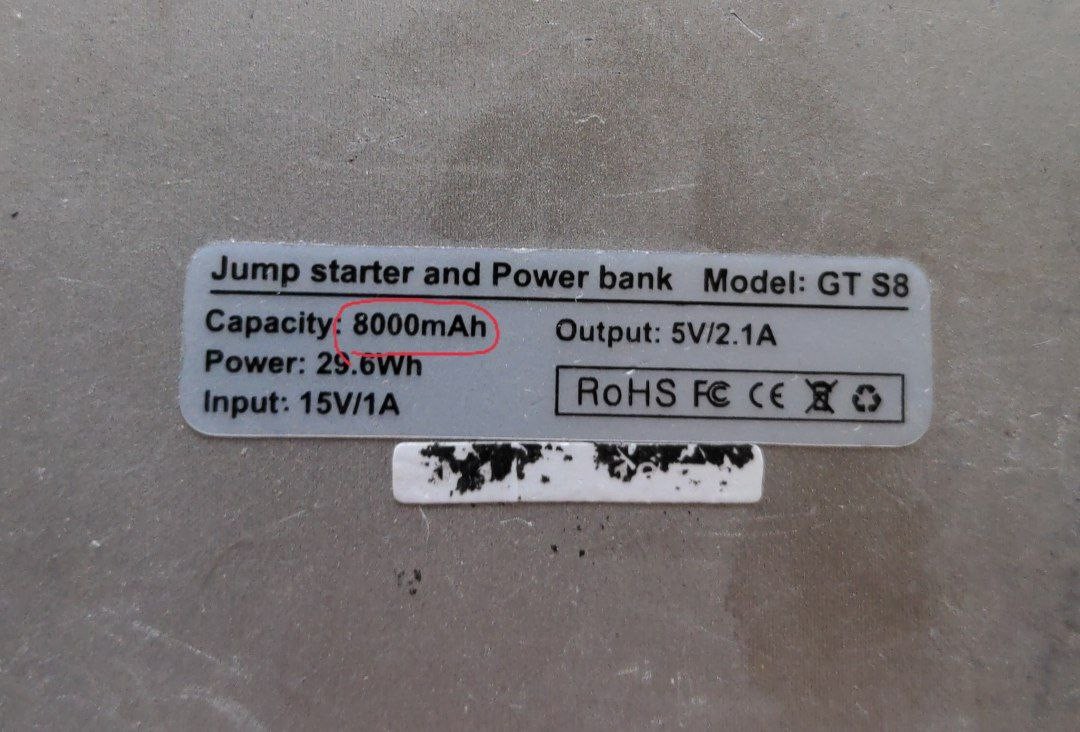 Jump starter and Power bank Model: GT S8
Capacity: 8000mAh
Output: 5V/2.1A
Power: 29.6Wh
Input: 15V/1A
RoHS FC CE